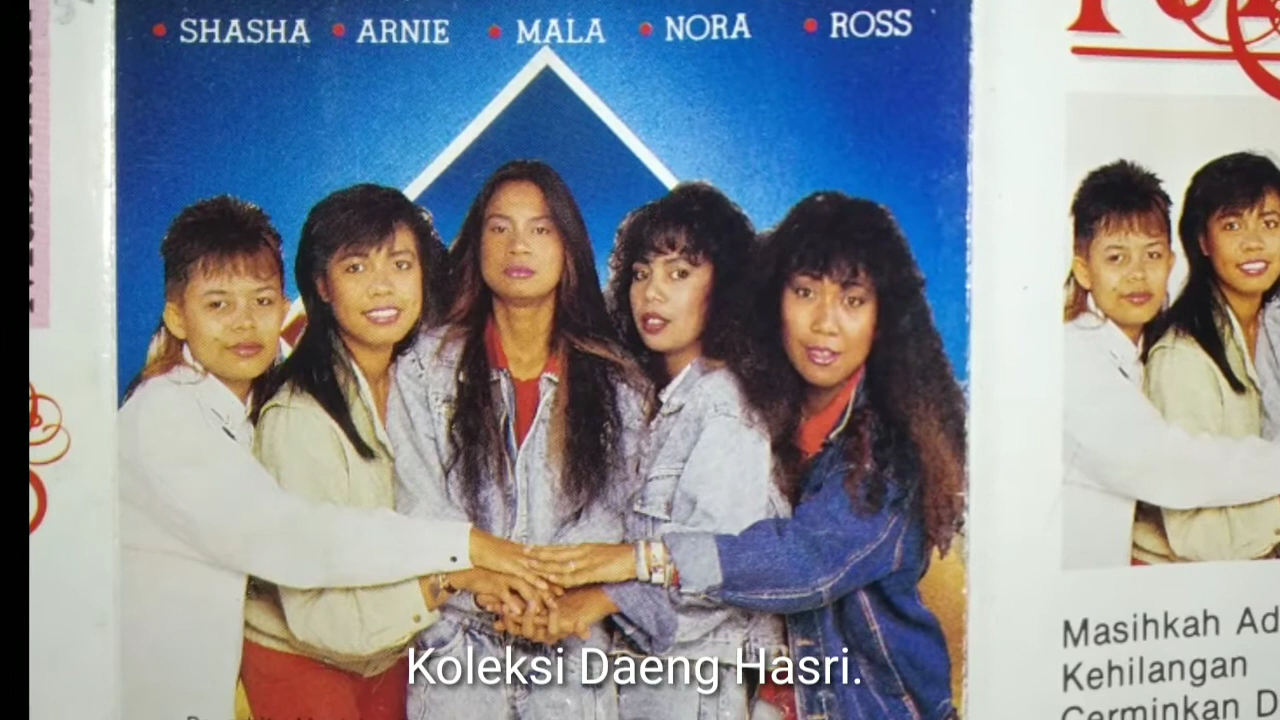 • SHASHA • ARNIE • MALA • NORA • ROSS
Masihkah Ad
Kehilangan
Cerminkan D
Koleksi Daeng Hasri.